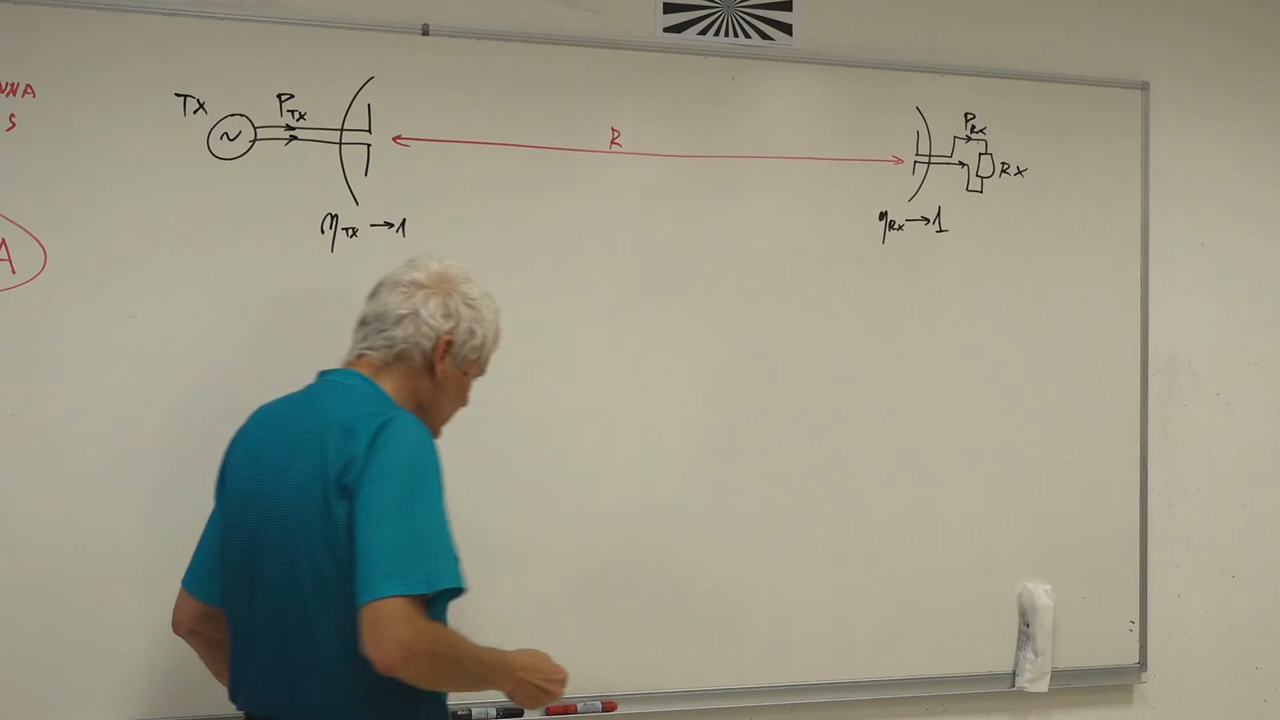 TX
P_TX
R
P_RX
RX
η_TX → 1
η_RX → 1
A